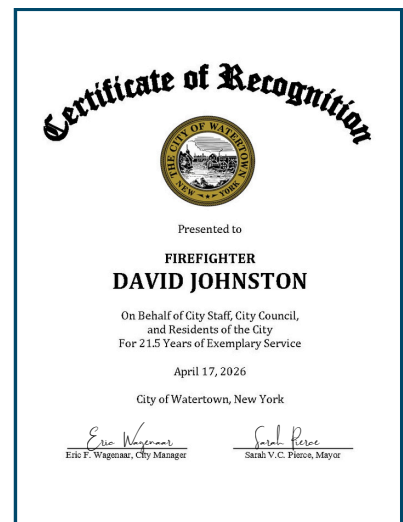 Certificate of Recognition
THE CITY OF WATERTOWN
NEW YORK
Presented to
FIREFIGHTER
DAVID JOHNSTON
On Behalf of City Staff, City Council,
and Residents of the City
For 21.5 Years of Exemplary Service
April 17, 2026
City of Watertown, New York
Eric Wagenaar Sarah Pierce
Eric F. Wagenaar, City Manager Sarah V.C. Pierce, Mayor